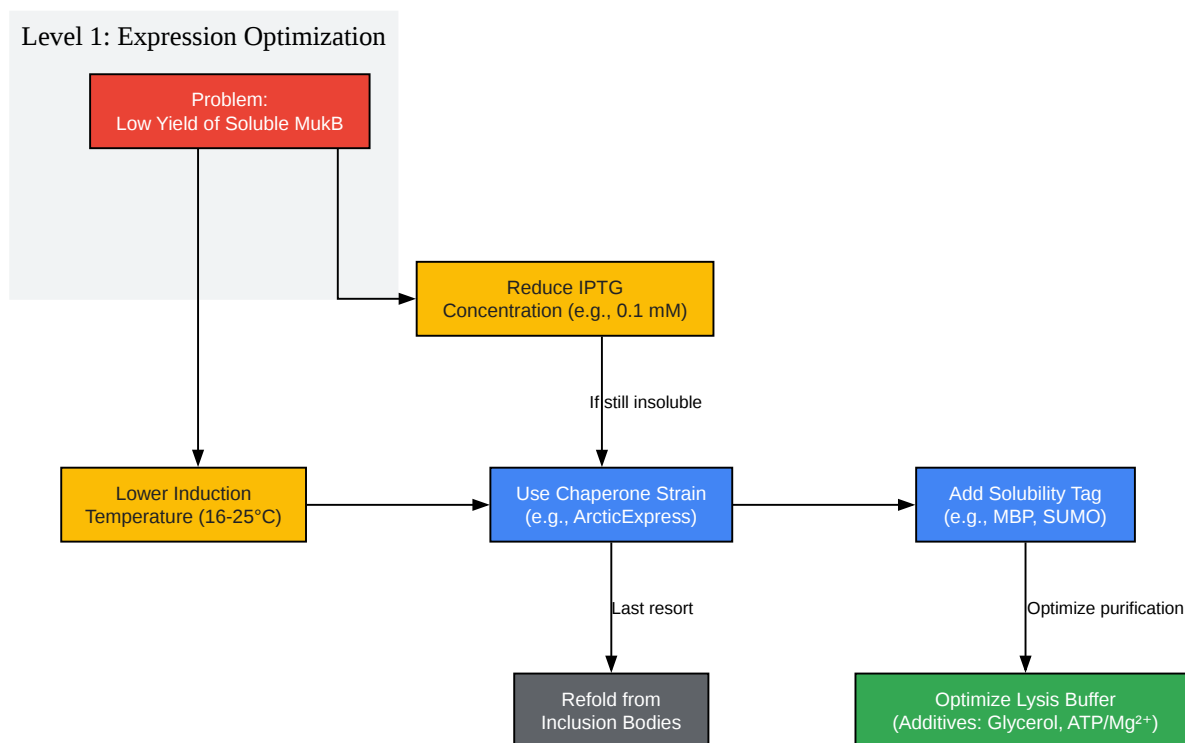 Level 1: Expression Optimization
Problem:
Low Yield of Soluble MukB
Reduce IPTG
Concentration (e.g., 0.1 mM)
If still insoluble
Lower Induction
Temperature (16-25°C)
Use Chaperone Strain
(e.g., ArcticExpress)
Add Solubility Tag
(e.g., MBP, SUMO)
Last resort
Optimize purification
Refold from
Inclusion Bodies
Optimize Lysis Buffer
(Additives: Glycerol, ATP/Mg²⁺)